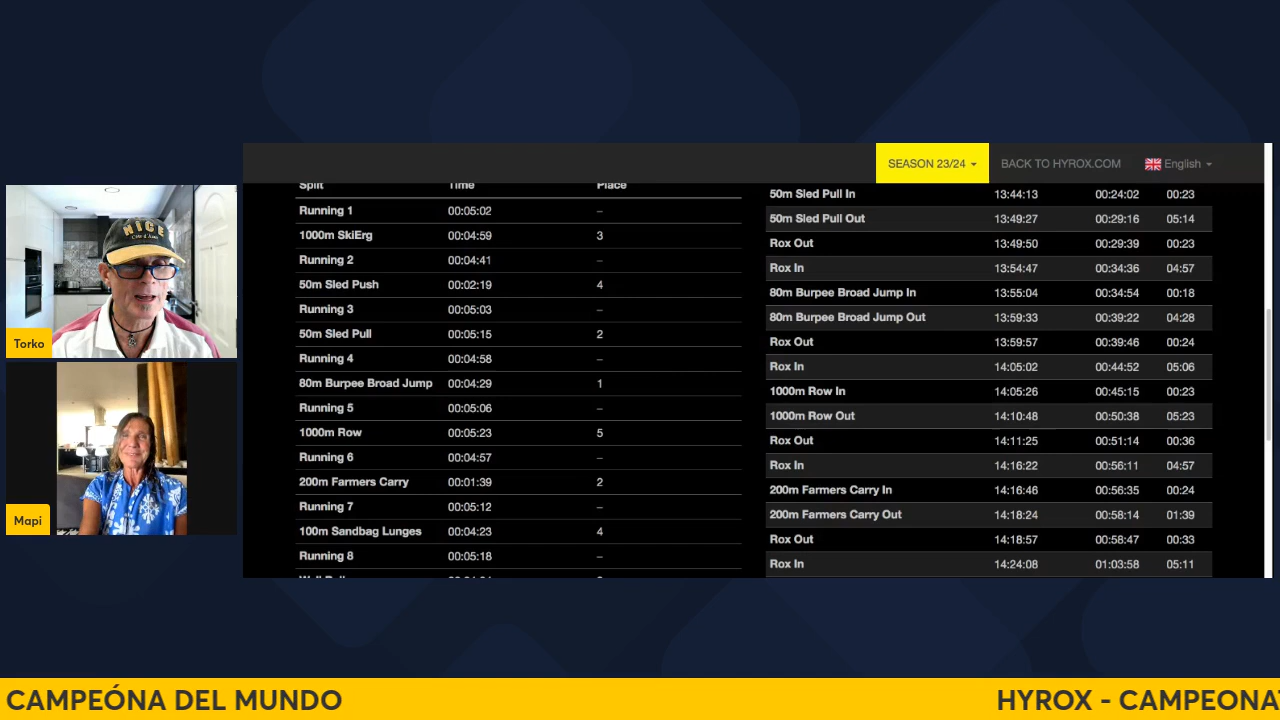 SEASON 23/24
BACK TO HYROX.COM
English
NICE
Torko
Mapi
Split Time Place
Running 1 00:05:02 –
1000m SkiErg 00:04:59 3
Running 2 00:04:41 –
50m Sled Push 00:02:19 4
Running 3 00:05:03 –
50m Sled Pull 00:05:15 2
Running 4 00:04:58 –
80m Burpee Broad Jump 00:04:29 1
Running 5 00:05:06 –
1000m Row 00:05:23 5
Running 6 00:04:57 –
200m Farmers Carry 00:01:39 2
Running 7 00:05:12 –
100m Sandbag Lunges 00:04:23 4
Running 8 00:05:18 –
50m Sled Pull In 13:44:13 00:24:02 00:23
50m Sled Pull Out 13:49:27 00:29:16 05:14
Rox Out 13:49:50 00:29:39 00:23
Rox In 13:54:47 00:34:36 04:57
80m Burpee Broad Jump In 13:55:04 00:34:54 00:18
80m Burpee Broad Jump Out 13:59:33 00:39:22 04:28
Rox Out 13:59:57 00:39:46 00:24
Rox In 14:05:02 00:44:52 05:06
1000m Row In 14:05:26 00:45:15 00:23
1000m Row Out 14:10:48 00:50:38 05:23
Rox Out 14:11:25 00:51:14 00:36
Rox In 14:16:22 00:56:11 04:57
200m Farmers Carry In 14:16:46 00:56:35 00:24
200m Farmers Carry Out 14:18:24 00:58:14 01:39
Rox Out 14:18:57 00:58:47 00:33
Rox In 14:24:08 01:03:58 05:11
CAMPEÓNA DEL MUNDO
HYROX - CAMPEONA